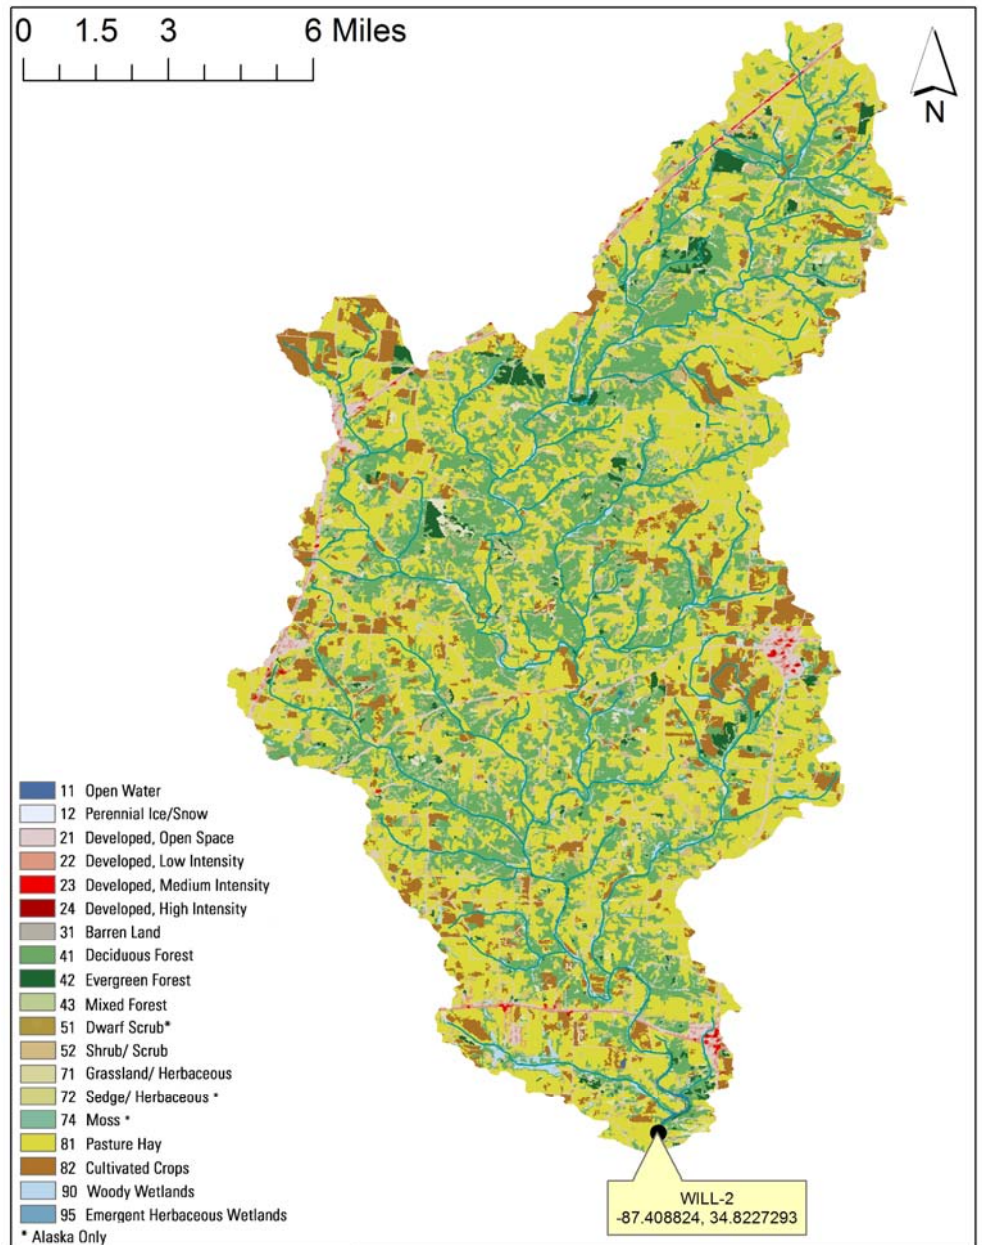 0 1.5 3 6 Miles
N
11 Open Water
12 Perennial Ice/Snow
21 Developed, Open Space
22 Developed, Low Intensity
23 Developed, Medium Intensity
24 Developed, High Intensity
31 Barren Land
41 Deciduous Forest
42 Evergreen Forest
43 Mixed Forest
51 Dwarf Scrub*
52 Shrub/ Scrub
71 Grassland/ Herbaceous
72 Sedge/ Herbaceous *
74 Moss *
81 Pasture Hay
82 Cultivated Crops
90 Woody Wetlands
95 Emergent Herbaceous Wetlands
* Alaska Only
WILL-2
-87.408824, 34.8227293